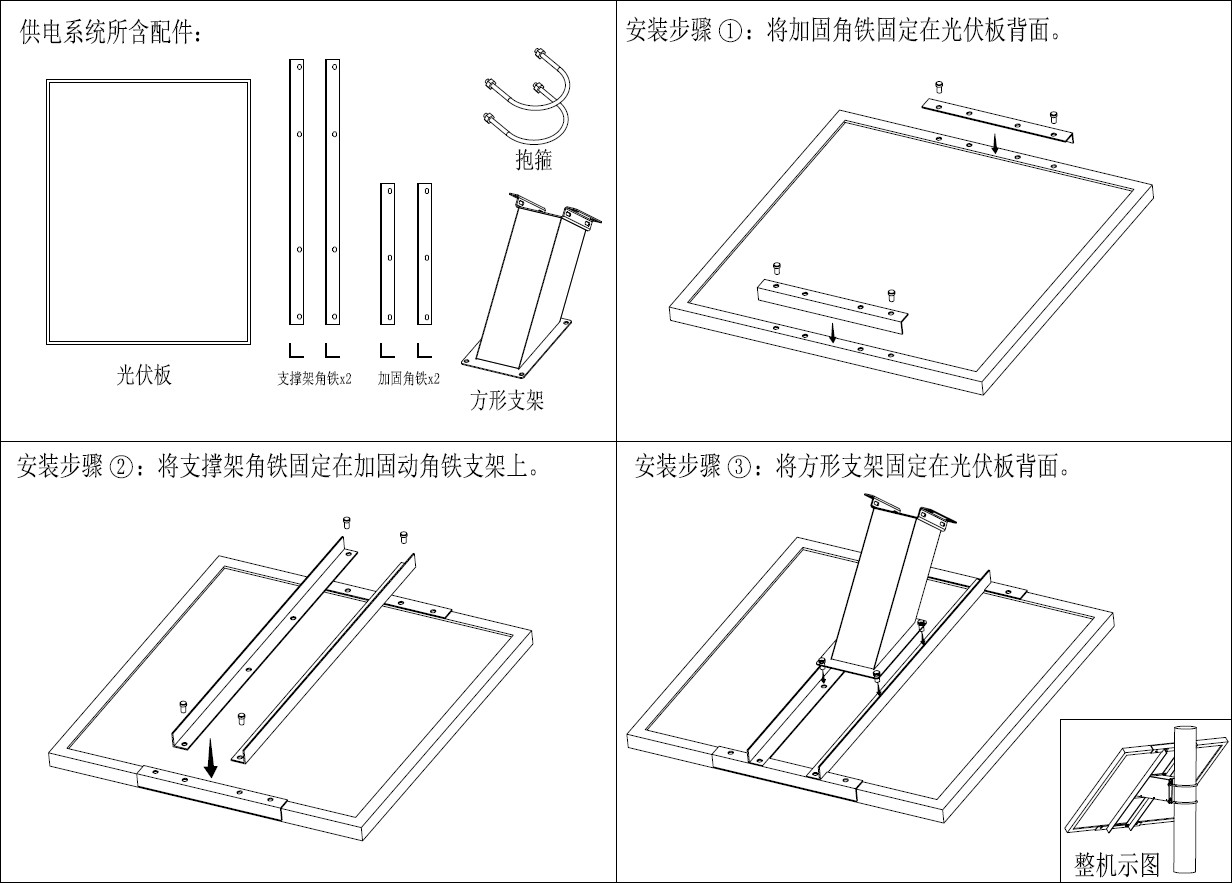 供电系统所含配件：
抱箍
光伏板
支撑架角铁x2
加固角铁x2
方形支架
安装步骤①：将加固角铁固定在光伏板背面。
安装步骤②：将支撑架角铁固定在加固动角铁支架上。
安装步骤③：将方形支架固定在光伏板背面。
整机示图